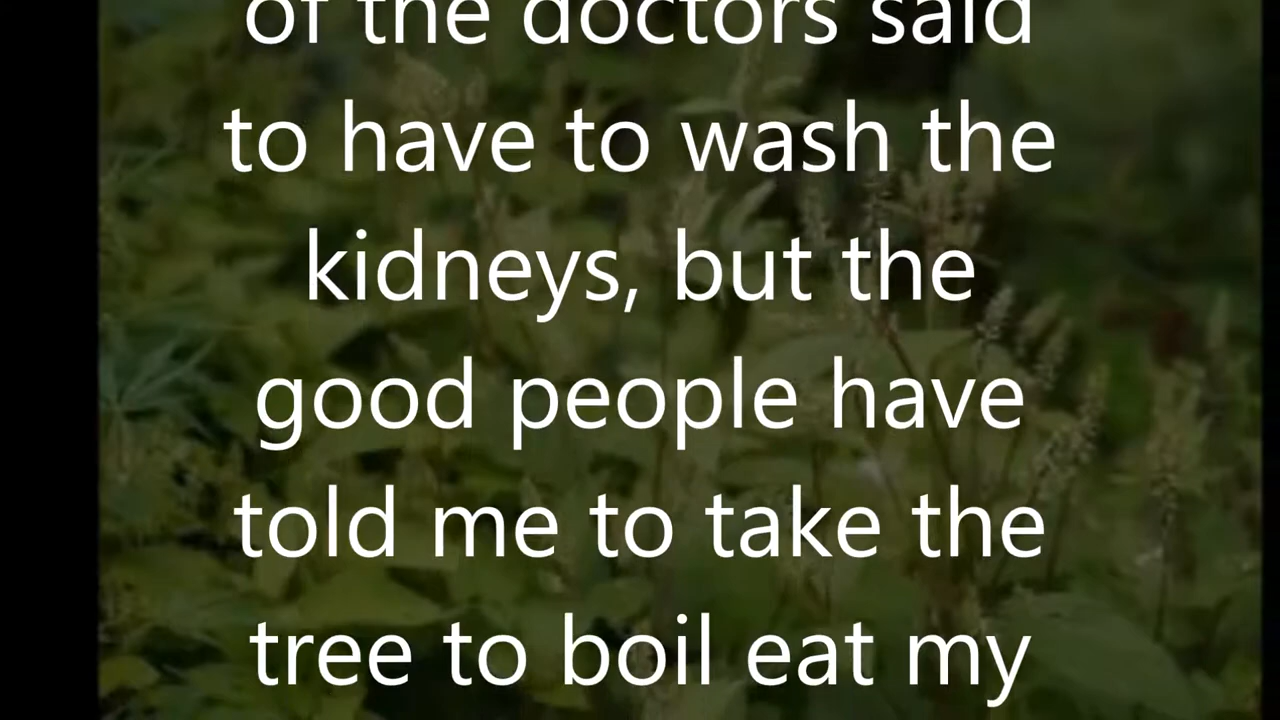 of the doctors said
to have to wash the
kidneys, but the
good people have
told me to take the
tree to boil eat my